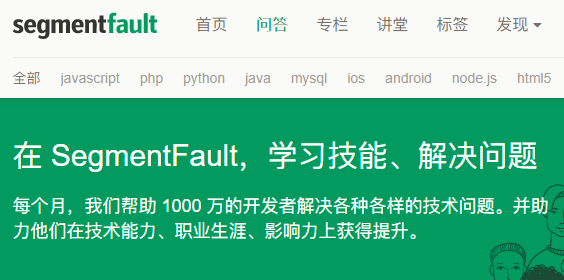 segmentfault 首页 问答 专栏 讲堂 标签 发现
全部 javascript php python java mysql ios android node.js html5
在 SegmentFault，学习技能、解决问题
每个月，我们帮助 1000 万的开发者解决各种各样的技术问题。并助
力他们在技术能力、职业生涯、影响力上获得提升。